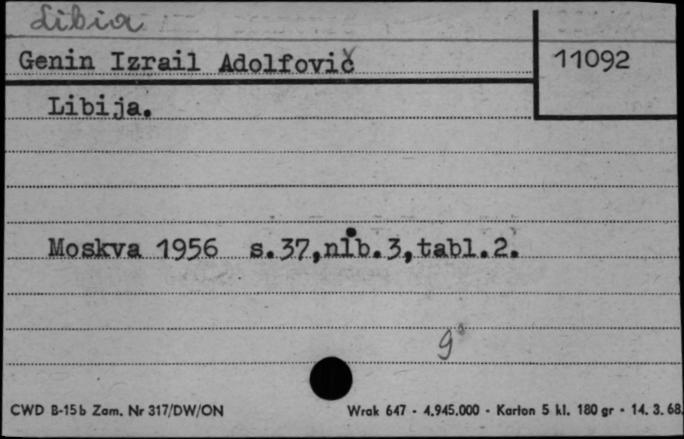 Libia
Genin Izrail Adolfovič
11092
Libija.
Moskva 1956 s.37,nlb.3,tabl.2.
9
CWD B-15b Zam. Nr 317/DW/ON
Wrak 647 - 4.945.000 - Karton 5 kl. 180 gr - 14. 3. 68.